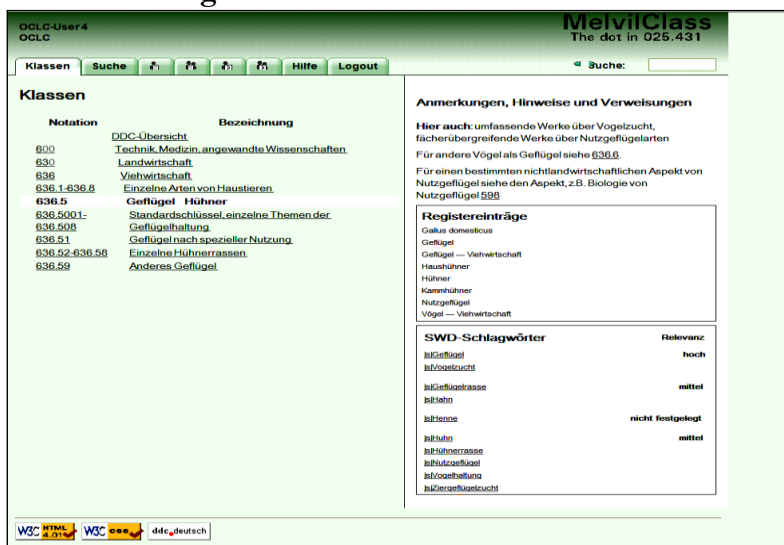 OCLC-User4
OCLC
MelvilClass
The dot in 025.431
Klassen Suche Hilfe Logout
Suche:
Klassen
Notation Bezeichnung
DDC-Übersicht
600 Technik, Medizin, angewandte Wissenschaften
630 Landwirtschaft
636 Viehwirtschaft
636.1-636.8 Einzelne Arten von Haustieren
636.5 Geflügel Hühner
636.5001- Standardschlüssel, einzelne Themen der
636.508 Geflügelhaltung
636.51 Geflügel nach spezieller Nutzung
636.52-636.58 Einzelne Hühnerrassen
636.59 Anderes Geflügel
Anmerkungen, Hinweise und Verweisungen
Hier auch: umfassende Werke über Vogelzucht,
fächerübergreifende Werke über Nutzgeflügelarten
Für andere Vögel als Geflügel siehe 636.6.
Für einen bestimmten nichtlandwirtschaftlichen Aspekt von
Nutzgeflügel siehe den Aspekt, z.B. Biologie von
Nutzgeflügel 598
Registereinträge
Gallus domesticus
Geflügel
Geflügel — Viehwirtschaft
Haushühner
Hühner
Kammhühner
Nutzgeflügel
Vögel — Viehwirtschaft
SWD-Schlagwörter Relevanz
|s|Geflügel hoch
|s|Vogelzucht
|s|Geflügelrasse mittel
|s|Hahn
|s|Henne nicht festgelegt
|s|Huhn mittel
|s|Hühnerrasse
|s|Nutzgeflügel
|s|Vogelhaltung
|s|Ziergeflügelzucht
W3C HTML 4.01 W3C css ddc.deutsch